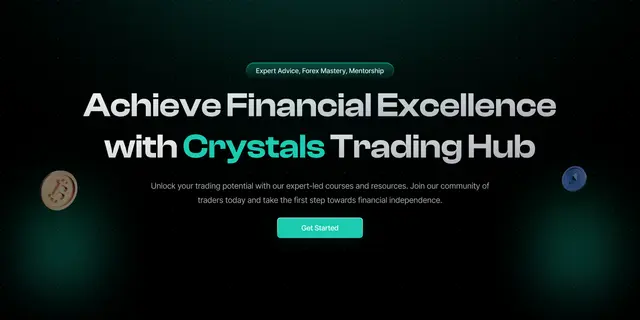 Expert Advice, Forex Mastery, Mentorship
Achieve Financial Excellence
with Crystals Trading Hub
Unlock your trading potential with our expert-led courses and resources. Join our community of
traders today and take the first step towards financial independence.
Get Started